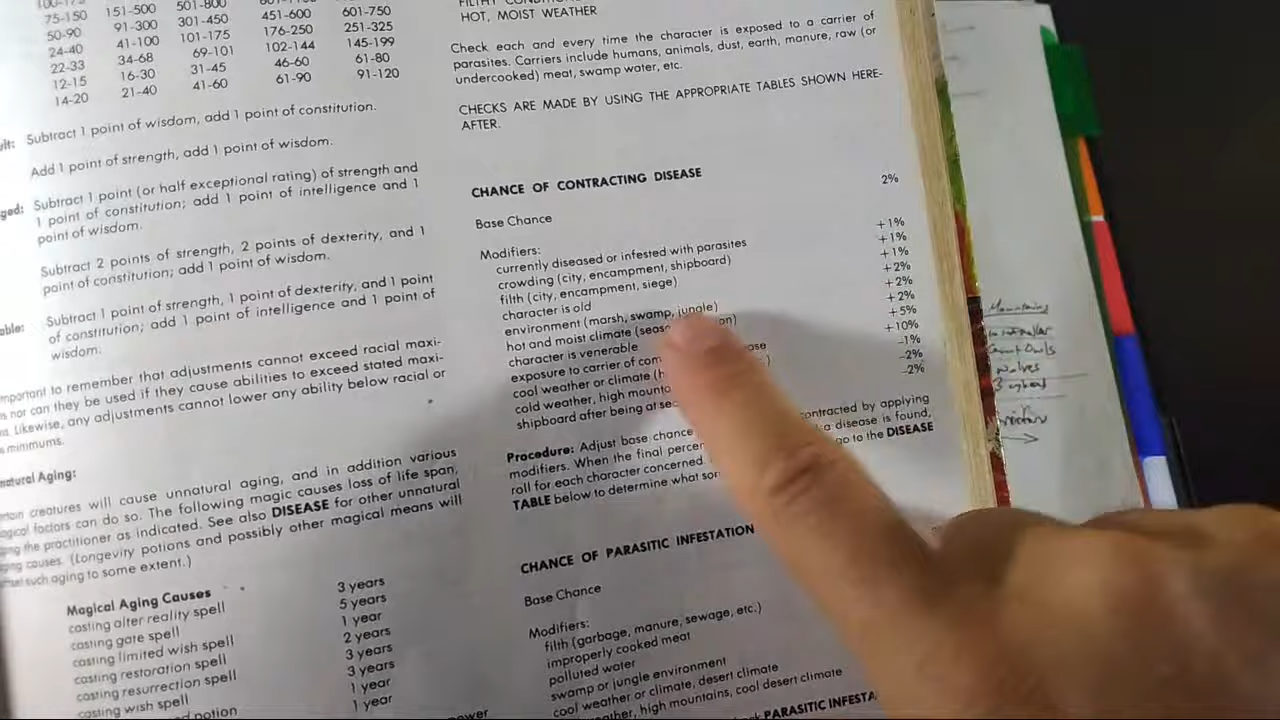 75-150 151-500 501-800
50-90 91-300 301-450 451-600 601-750
24-40 41-100 101-175 176-250 251-325
22-33 34-68 69-101 102-144 145-199
12-15 16-30 31-45 46-60 61-80
14-20 21-40 41-60 61-90 91-120
Subtract 1 point of wisdom, add 1 point of constitution.
Add 1 point of strength, add 1 point of wisdom.
Subtract 1 point (or half exceptional rating) of strength and
1 point of constitution; add 1 point of intelligence and 1
point of wisdom.
Subtract 2 points of strength, 2 points of dexterity, and 1
point of constitution; add 1 point of wisdom.
Subtract 1 point of strength, 1 point of dexterity, and 1 point
of constitution; add 1 point of intelligence and 1 point of
wisdom.
to remember that adjustments cannot exceed racial maxi-
nor can they be used if they cause abilities to exceed stated maxi-
Likewise, any adjustments cannot lower any ability below racial or
minimums.
Aging:
creatures will cause unnatural aging, and in addition various
factors can do so. The following magic causes loss of life span,
the practitioner as indicated. See also DISEASE for other unnatural
causes. (Longevity potions and possibly other magical means will
such aging to some extent.)
Magical Aging Causes
casting alter reality spell 3 years
casting gate spell 5 years
casting limited wish spell 1 year
casting restoration spell 2 years
casting resurrection spell 3 years
casting wish spell 3 years
potion 1 year
1 year
HOT, MOIST WEATHER
Check each and every time the character is exposed to a carrier of
parasites. Carriers include humans, animals, dust, earth, manure, raw (or
undercooked) meat, swamp water, etc.
CHECKS ARE MADE BY USING THE APPROPRIATE TABLES SHOWN HERE-
AFTER.
CHANCE OF CONTRACTING DISEASE
Base Chance 2%
Modifiers:
currently diseased or infested with parasites +1%
crowding (city, encampment, shipboard) +1%
filth (city, encampment, siege) +1%
character is old +2%
environment (marsh, swamp, jungle) +2%
hot and moist climate +2%
character is venerable +5%
exposure to carrier of +10%
cool weather or climate –1%
cold weather, high –2%
shipboard after being at –2%
Procedure: Adjust base chance contracted by applying
modifiers. When the final a disease is found,
roll for each character concerned. go to the DISEASE
TABLE below to determine what
CHANCE OF PARASITIC INFESTATION
Base Chance
Modifiers:
filth (garbage, manure, sewage, etc.)
improperly cooked meat
polluted water
swamp or jungle environment
cool weather or climate, desert climate
weather, high mountains, cool desert climate
PARASITIC